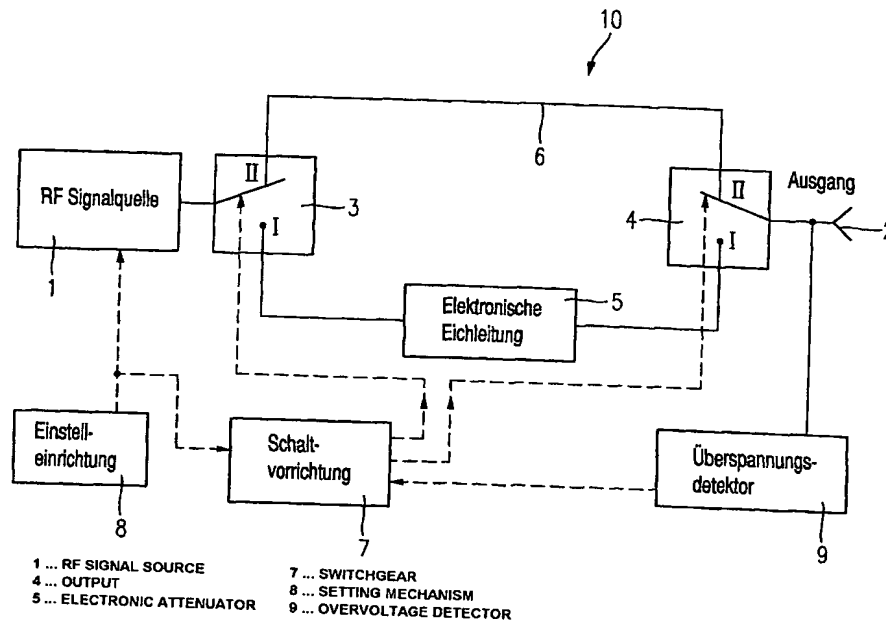 10
6
RF Signalquelle
II
3
I
1
4
II
I
Ausgang
2
Elektronische
Eichleitung
5
Einstell-
einrichtung
8
Schalt-
vorrichtung
7
Überspannungs-
detektor
9
1 ... RF SIGNAL SOURCE
4 ... OUTPUT
5 ... ELECTRONIC ATTENUATOR
7 ... SWITCHGEAR
8 ... SETTING MECHANISM
9 ... OVERVOLTAGE DETECTOR